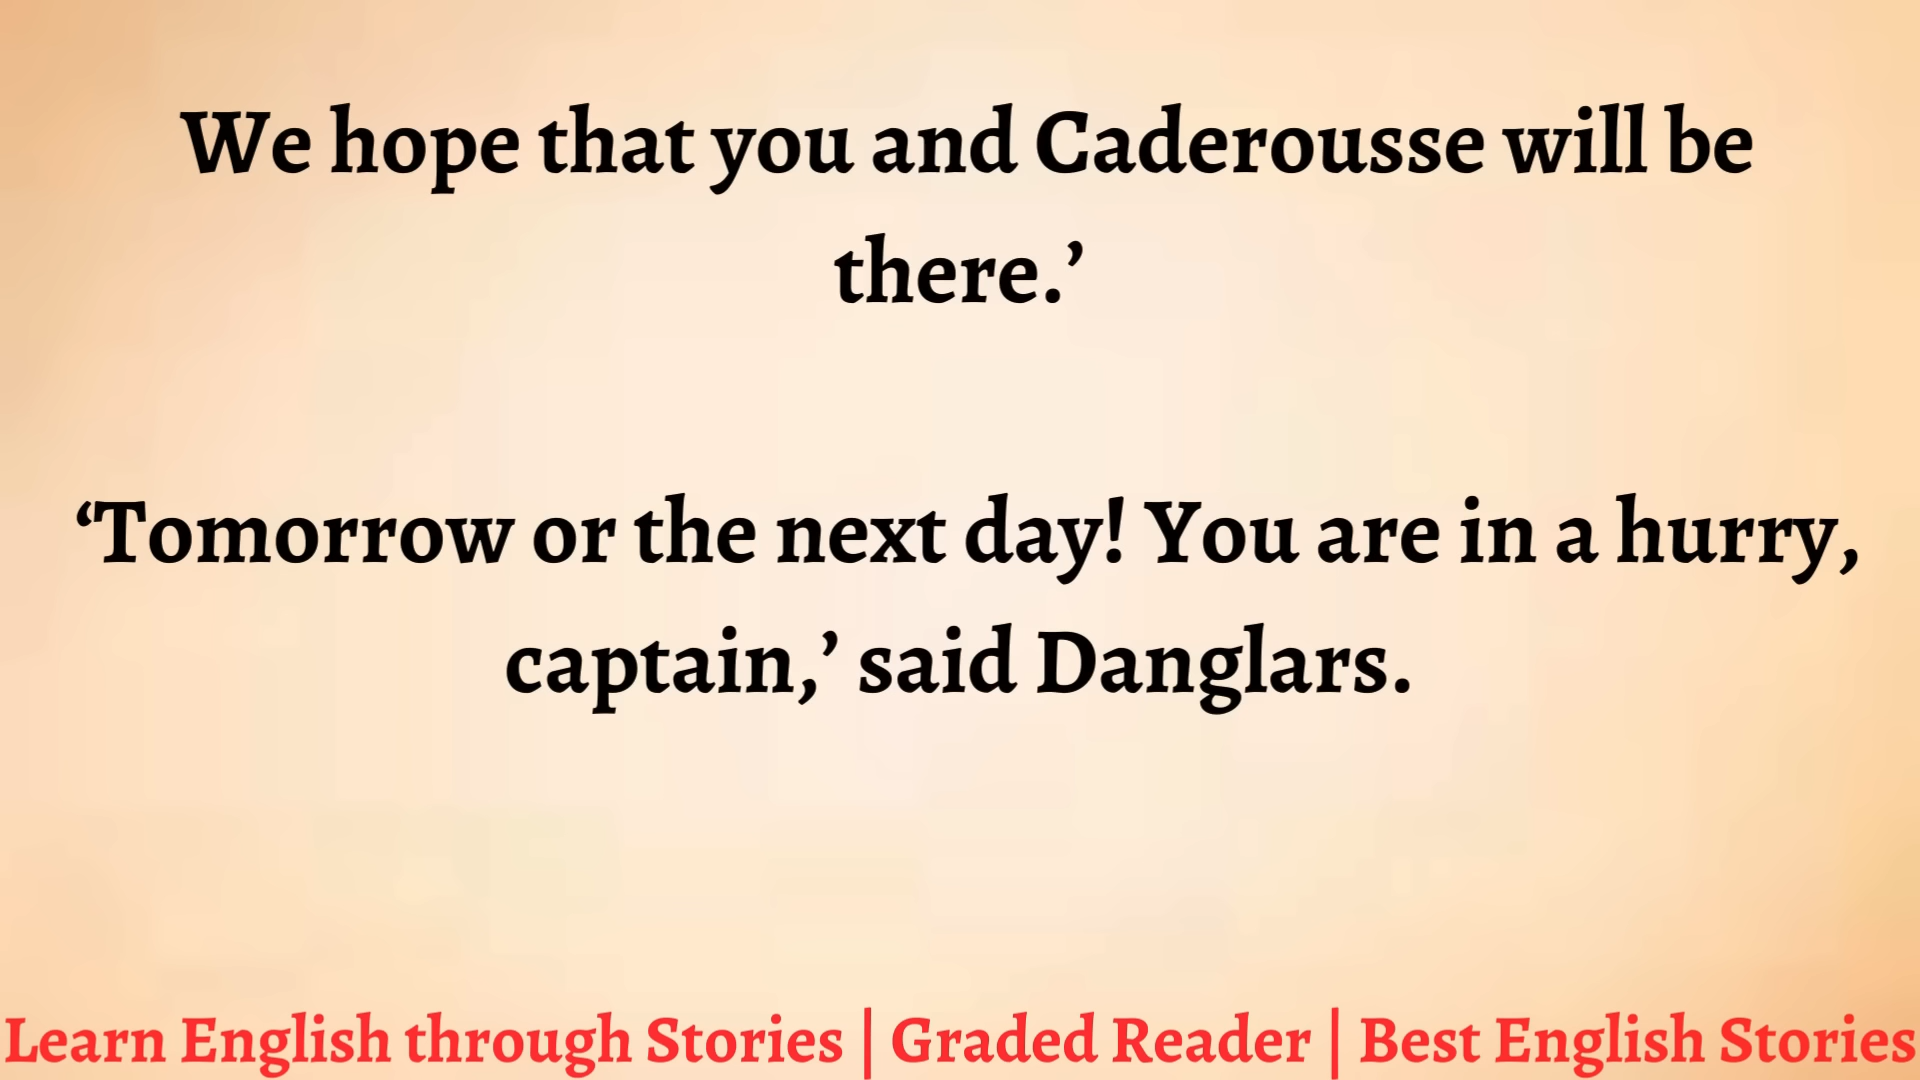 We hope that you and Caderousse will be
there.’
‘Tomorrow or the next day! You are in a hurry,
captain,’ said Danglars.
Learn English through Stories | Graded Reader | Best English Stories